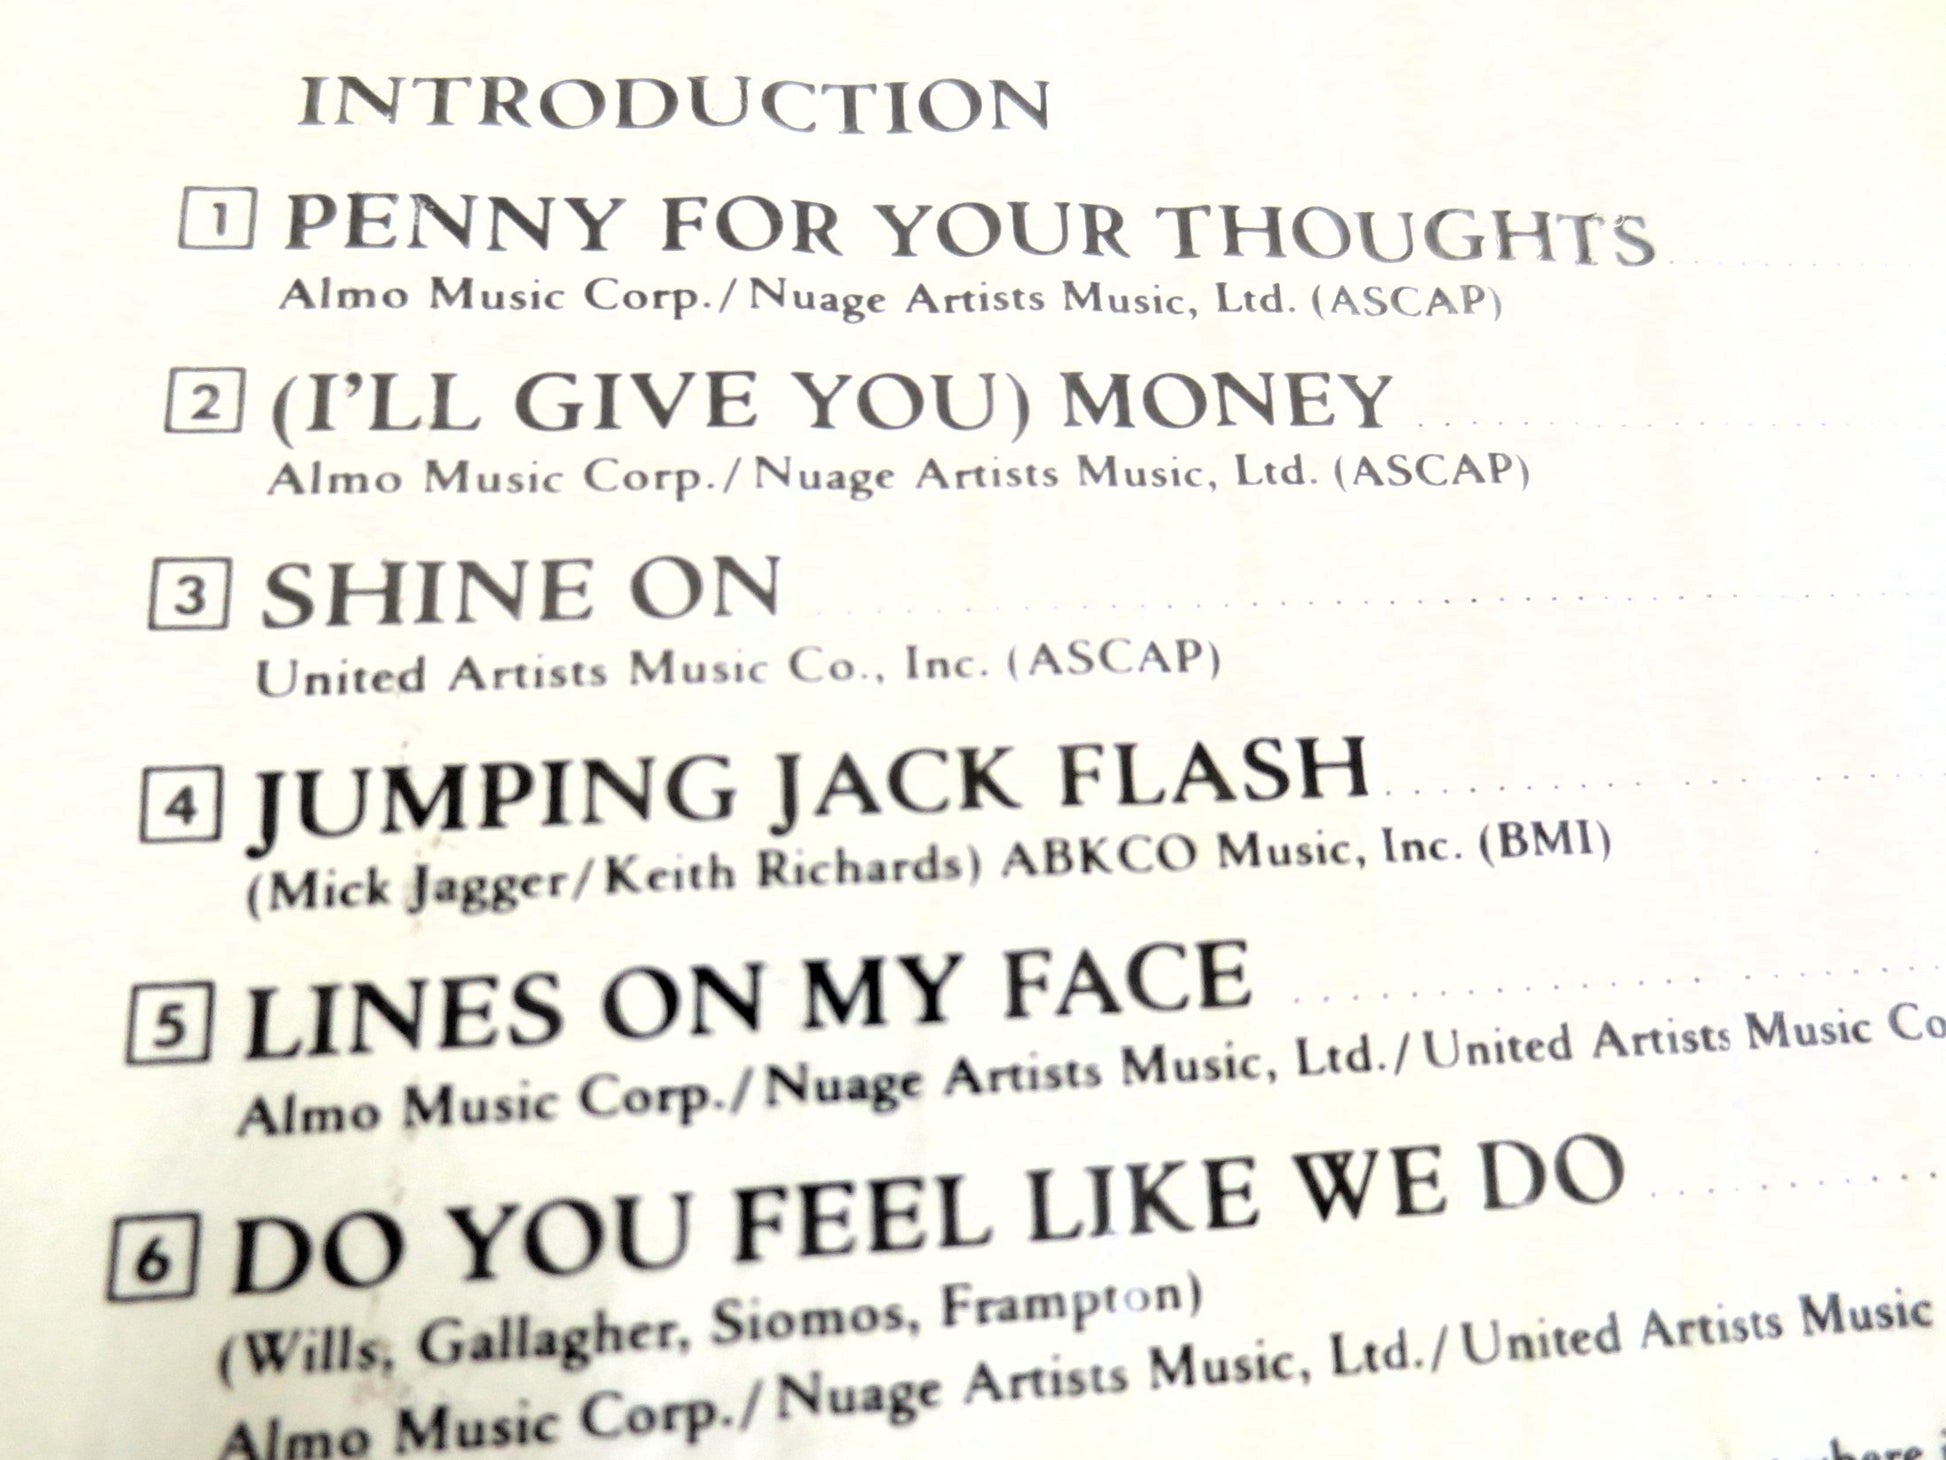 INTRODUCTION
1 PENNY FOR YOUR THOUGHTS
Almo Music Corp./Nuage Artists Music, Ltd. (ASCAP)
2 (I'LL GIVE YOU) MONEY
Almo Music Corp./Nuage Artists Music, Ltd. (ASCAP)
3 SHINE ON
United Artists Music Co., Inc. (ASCAP)
4 JUMPING JACK FLASH
(Mick Jagger/Keith Richards) ABKCO Music, Inc. (BMI)
5 LINES ON MY FACE
Almo Music Corp./Nuage Artists Music, Ltd./United Artists Music Co
6 DO YOU FEEL LIKE WE DO
(Wills, Gallagher, Siomos, Frampton)
Almo Music Corp./Nuage Artists Music, Ltd./United Artists Music